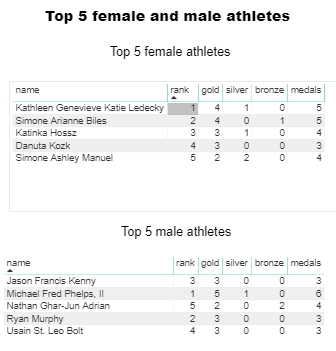 Top 5 female and male athletes
Top 5 female athletes
name rank gold silver bronze medals
Kathleen Genevieve Katie Ledecky 1 4 1 0 5
Simone Arianne Biles 2 4 0 1 5
Katinka Hossz 3 3 1 0 4
Danuta Kozk 4 3 0 0 3
Simone Ashley Manuel 5 2 2 0 4
Top 5 male athletes
name rank gold silver bronze medals
Jason Francis Kenny 3 3 0 0 3
Michael Fred Phelps, II 1 5 1 0 6
Nathan Ghar-Jun Adrian 5 2 0 2 4
Ryan Murphy 2 3 0 0 3
Usain St. Leo Bolt 4 3 0 0 3